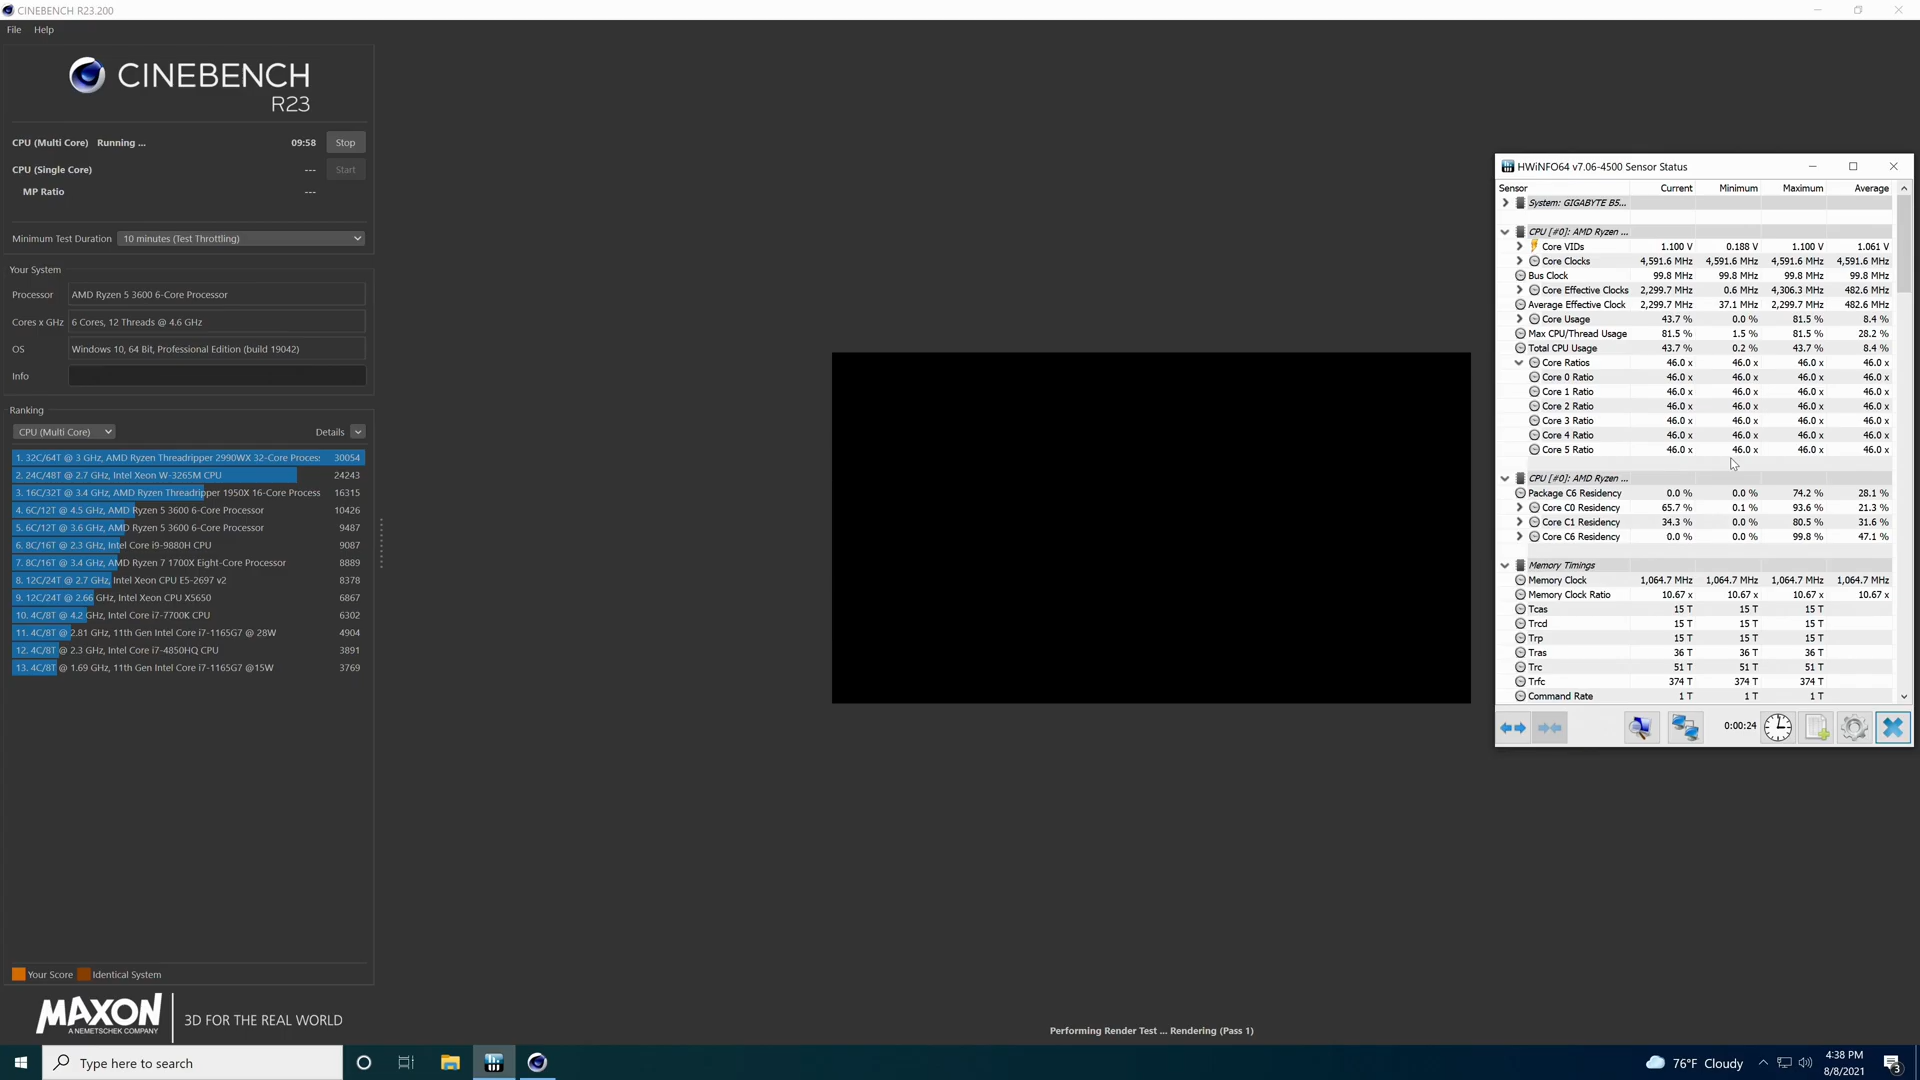 CINEBENCH R23.200
File Help
CINEBENCH
R23
CPU (Multi Core) Running ... 09:58 Stop
CPU (Single Core) --- Start
MP Ratio ---
Minimum Test Duration 10 minutes (Test Throttling)
Your System
Processor AMD Ryzen 5 3600 6-Core Processor
Cores x GHz 6 Cores, 12 Threads @ 4.6 GHz
OS Windows 10, 64 Bit, Professional Edition (build 19042)
Info
Ranking
CPU (Multi Core) Details
1. 32C/64T @ 3 GHz, AMD Ryzen Threadripper 2990WX 32-Core Process 30054
2. 24C/48T @ 2.7 GHz, Intel Xeon W-3265M CPU 24243
3. 16C/32T @ 3.4 GHz, AMD Ryzen Threadripper 1950X 16-Core Process 16315
4. 6C/12T @ 4.5 GHz, AMD Ryzen 5 3600 6-Core Processor 10426
5. 6C/12T @ 3.6 GHz, AMD Ryzen 5 3600 6-Core Processor 9487
6. 8C/16T @ 2.3 GHz, Intel Core i9-9880H CPU 9087
7. 8C/16T @ 3.4 GHz, AMD Ryzen 7 1700X Eight-Core Processor 8889
8. 12C/24T @ 2.7 GHz, Intel Xeon CPU E5-2697 v2 8378
9. 12C/24T @ 2.66 GHz, Intel Xeon CPU X5650 6867
10. 4C/8T @ 4.2 GHz, Intel Core i7-7700K CPU 6302
11. 4C/8T @ 2.81 GHz, 11th Gen Intel Core i7-1165G7 @ 28W 4904
12. 4C/8T @ 2.3 GHz, Intel Core i7-4850HQ CPU 3891
13. 4C/8T @ 1.69 GHz, 11th Gen Intel Core i7-1165G7 @15W 3769
Your Score Identical System
MAXON
A NEMETSCHEK COMPANY
3D FOR THE REAL WORLD
Performing Render Test ... Rendering (Pass 1)
HWiNFO64 v7.06-4500 Sensor Status
Sensor Current Minimum Maximum Average
System: GIGABYTE B5...
CPU [#0]: AMD Ryzen ...
Core VIDs 1.100 V 0.188 V 1.100 V 1.061 V
Core Clocks 4,591.6 MHz 4,591.6 MHz 4,591.6 MHz 4,591.6 MHz
Bus Clock 99.8 MHz 99.8 MHz 99.8 MHz 99.8 MHz
Core Effective Clocks 2,299.7 MHz 0.6 MHz 4,306.3 MHz 482.6 MHz
Average Effective Clock 2,299.7 MHz 37.1 MHz 2,299.7 MHz 482.6 MHz
Core Usage 43.7 % 0.0 % 81.5 % 8.4 %
Max CPU/Thread Usage 81.5 % 1.5 % 81.5 % 28.2 %
Total CPU Usage 43.7 % 0.2 % 43.7 % 8.4 %
Core Ratios 46.0 x 46.0 x 46.0 x 46.0 x
Core 0 Ratio 46.0 x 46.0 x 46.0 x 46.0 x
Core 1 Ratio 46.0 x 46.0 x 46.0 x 46.0 x
Core 2 Ratio 46.0 x 46.0 x 46.0 x 46.0 x
Core 3 Ratio 46.0 x 46.0 x 46.0 x 46.0 x
Core 4 Ratio 46.0 x 46.0 x 46.0 x 46.0 x
Core 5 Ratio 46.0 x 46.0 x 46.0 x 46.0 x
CPU [#0]: AMD Ryzen ...
Package C6 Residency 0.0 % 0.0 % 74.2 % 28.1 %
Core C0 Residency 65.7 % 0.1 % 93.6 % 21.3 %
Core C1 Residency 34.3 % 0.0 % 80.5 % 31.6 %
Core C6 Residency 0.0 % 0.0 % 99.8 % 47.1 %
Memory Timings
Memory Clock 1,064.7 MHz 1,064.7 MHz 1,064.7 MHz 1,064.7 MHz
Memory Clock Ratio 10.67 x 10.67 x 10.67 x 10.67 x
Tcas 15 T 15 T 15 T
Trcd 15 T 15 T 15 T
Trp 15 T 15 T 15 T
Tras 36 T 36 T 36 T
Trc 51 T 51 T 51 T
Trfc 374 T 374 T 374 T
Command Rate 1 T 1 T 1 T
0:00:24
Type here to search
76°F Cloudy
4:38 PM
8/8/2021
3